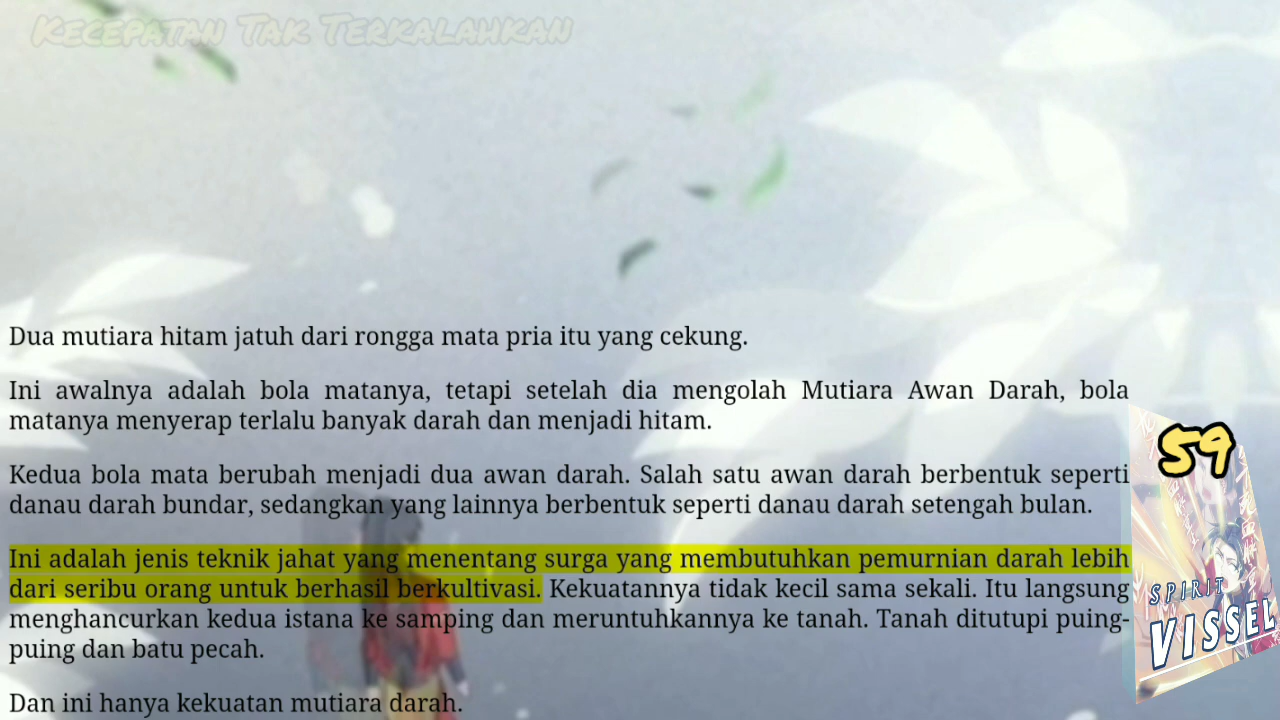 Kecepatan Tak Terkalahkan
Dua mutiara hitam jatuh dari rongga mata pria itu yang cekung.
Ini awalnya adalah bola matanya, tetapi setelah dia mengolah Mutiara Awan Darah, bola
matanya menyerap terlalu banyak darah dan menjadi hitam.
Kedua bola mata berubah menjadi dua awan darah. Salah satu awan darah berbentuk seperti
danau darah bundar, sedangkan yang lainnya berbentuk seperti danau darah setengah bulan.
Ini adalah jenis teknik jahat yang menentang surga yang membutuhkan pemurnian darah lebih
dari seribu orang untuk berhasil berkultivasi. Kekuatannya tidak kecil sama sekali. Itu langsung
menghancurkan kedua istana ke samping dan meruntuhkannya ke tanah. Tanah ditutupi puing-
puing dan batu pecah.
Dan ini hanya kekuatan mutiara darah.
59
SPIRIT
VISSEL